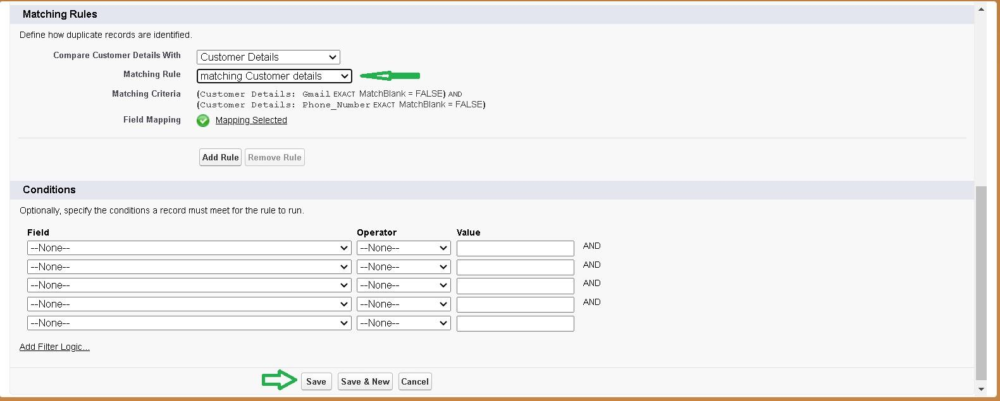 Matching Rules
Define how duplicate records are identified.
Compare Customer Details With Customer Details
Matching Rule matching Customer details
Matching Criteria (Customer Details: Gmail EXACT MatchBlank = FALSE) AND
(Customer Details: Phone_Number EXACT MatchBlank = FALSE)
Field Mapping Mapping Selected
Add Rule Remove Rule
Conditions
Optionally, specify the conditions a record must meet for the rule to run.
Field Operator Value
--None-- --None-- AND
--None-- --None-- AND
--None-- --None-- AND
--None-- --None-- AND
--None-- --None--
Add Filter Logic...
Save Save & New Cancel